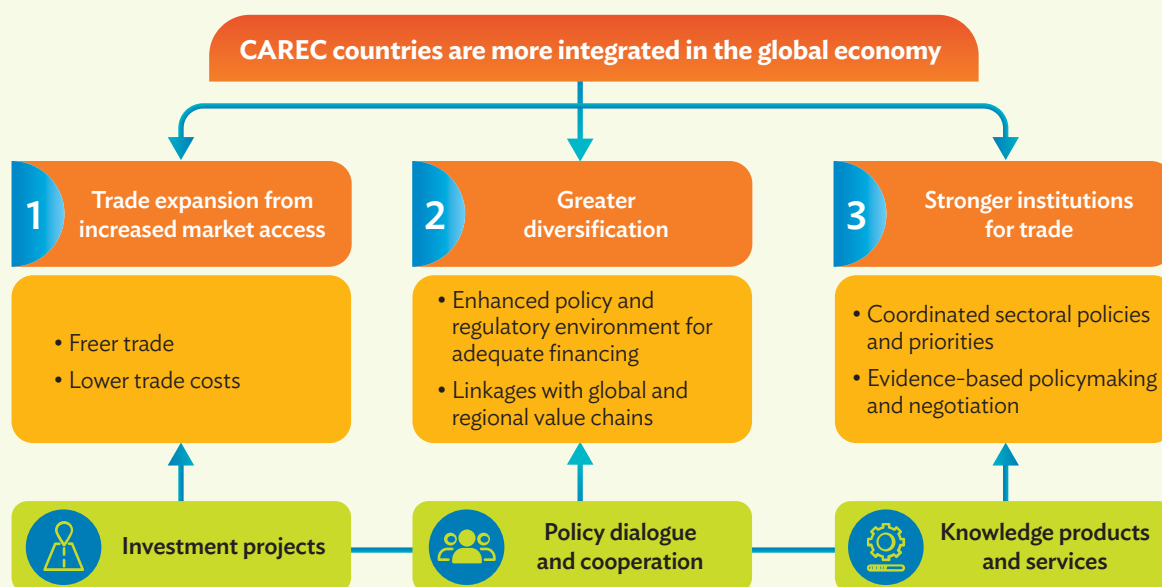 CAREC countries are more integrated in the global economy
1
Trade expansion from
increased market access
• Freer trade
• Lower trade costs
2
Greater
diversification
• Enhanced policy and
regulatory environment for
adequate financing
• Linkages with global and
regional value chains
3
Stronger institutions
for trade
• Coordinated sectoral policies
and priorities
• Evidence-based policymaking
and negotiation
Investment projects
Policy dialogue
and cooperation
Knowledge products
and services